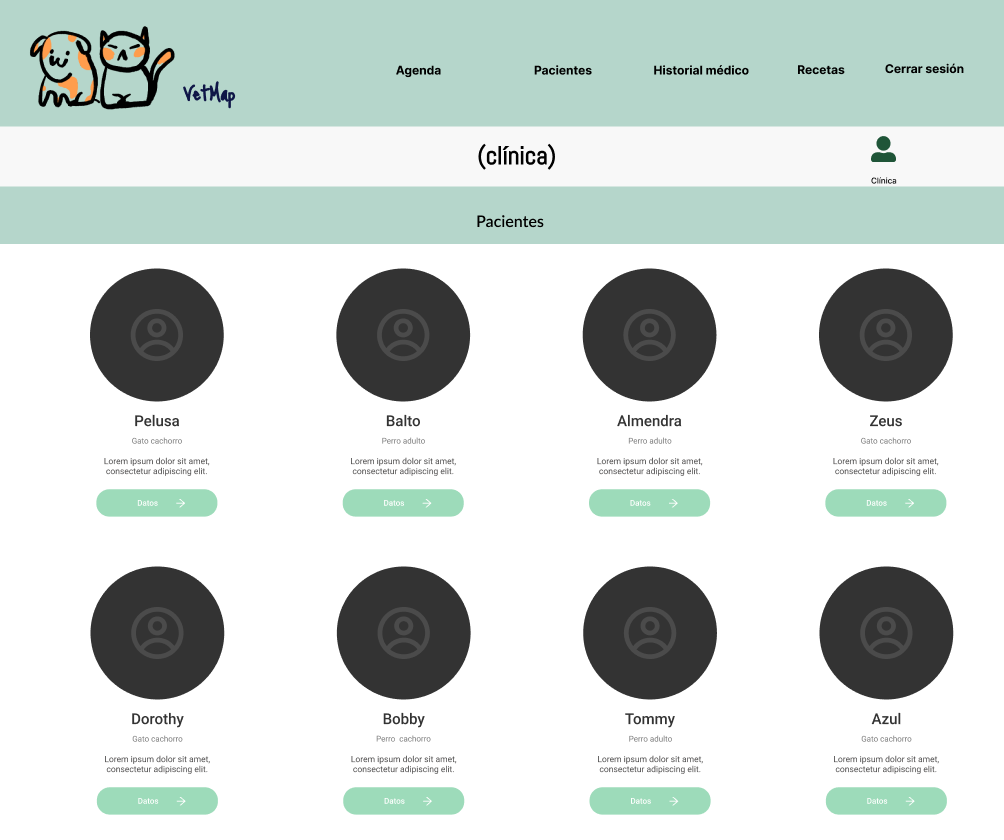 VetMap
Agenda Pacientes Historial médico Recetas Cerrar sesión
(clínica)
Clínica
Pacientes
Pelusa Balto Almendra Zeus
Gato cachorro Perro adulto Perro adulto Gato cachorro
Lorem ipsum dolor sit amet, Lorem ipsum dolor sit amet, Lorem ipsum dolor sit amet, Lorem ipsum dolor sit amet,
consectetur adipiscing elit. consectetur adipiscing elit. consectetur adipiscing elit. consectetur adipiscing elit.
Datos Datos Datos Datos
Dorothy Bobby Tommy Azul
Gato cachorro Perro cachorro Perro adulto Gato cachorro
Lorem ipsum dolor sit amet, Lorem ipsum dolor sit amet, Lorem ipsum dolor sit amet, Lorem ipsum dolor sit amet,
consectetur adipiscing elit. consectetur adipiscing elit. consectetur adipiscing elit. consectetur adipiscing elit.
Datos Datos Datos Datos